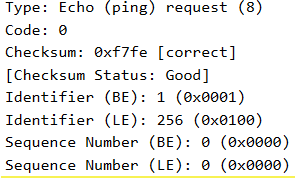 Type: Echo (ping) request (8)
Code: 0
Checksum: 0xf7fe [correct]
[Checksum Status: Good]
Identifier (BE): 1 (0x0001)
Identifier (LE): 256 (0x0100)
Sequence Number (BE): 0 (0x0000)
Sequence Number (LE): 0 (0x0000)